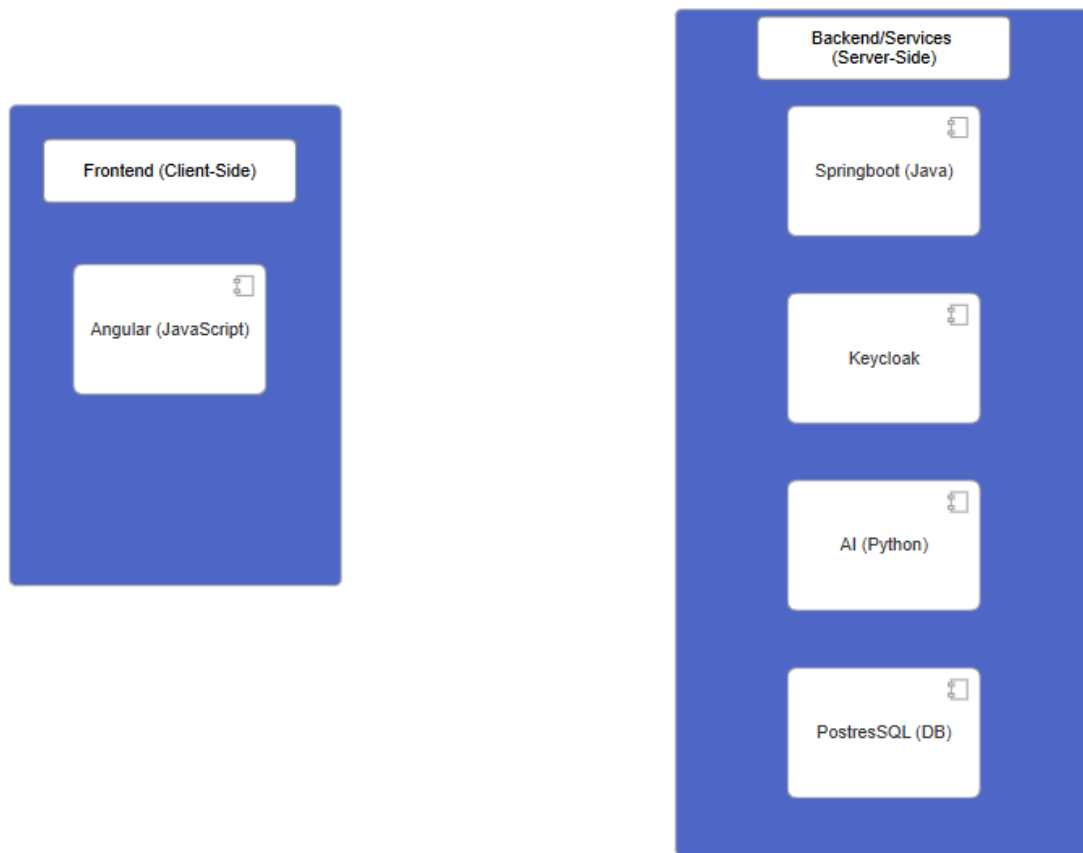 Frontend (Client-Side)
Angular (JavaScript)
Backend/Services
(Server-Side)
Springboot (Java)
Keycloak
AI (Python)
PostresSQL (DB)